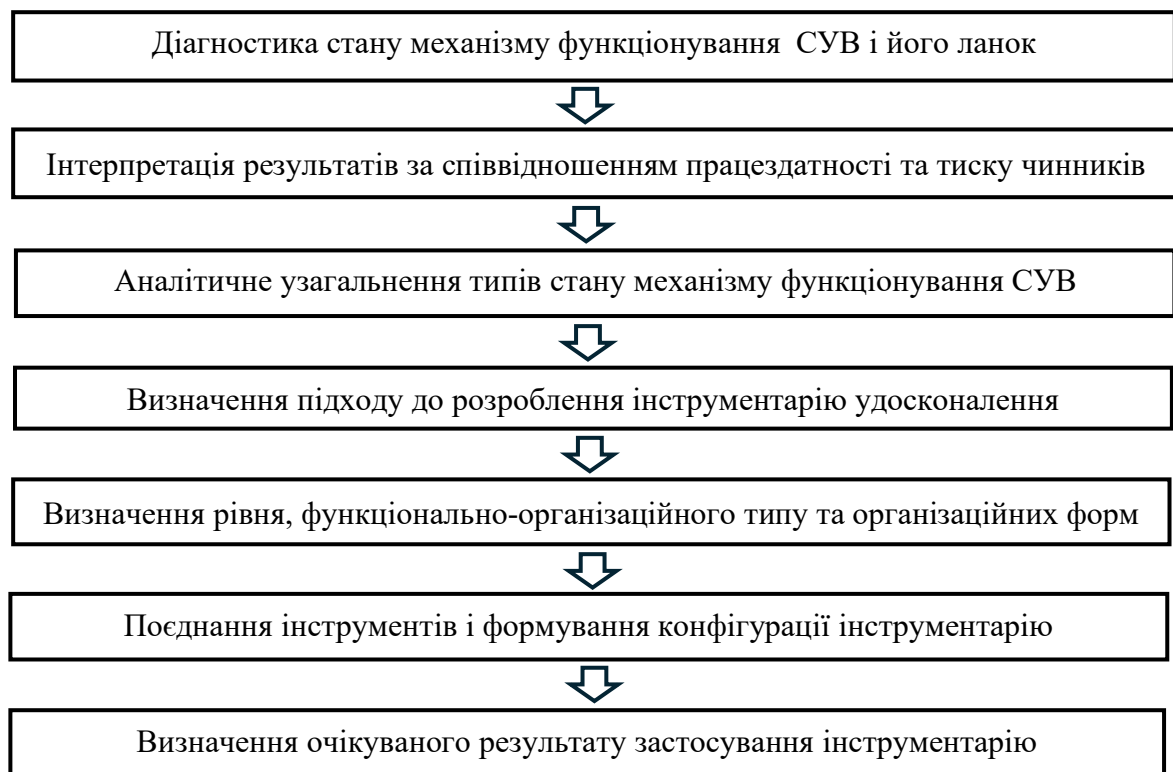 Діагностика стану механізму функціонування СУВ і його ланок
Інтерпретація результатів за співвідношенням працездатності та тиску чинників
Аналітичне узагальнення типів стану механізму функціонування СУВ
Визначення підходу до розроблення інструментарію удосконалення
Визначення рівня, функціонально-організаційного типу та організаційних форм
Поєднання інструментів і формування конфігурації інструментарію
Визначення очікуваного результату застосування інструментарію